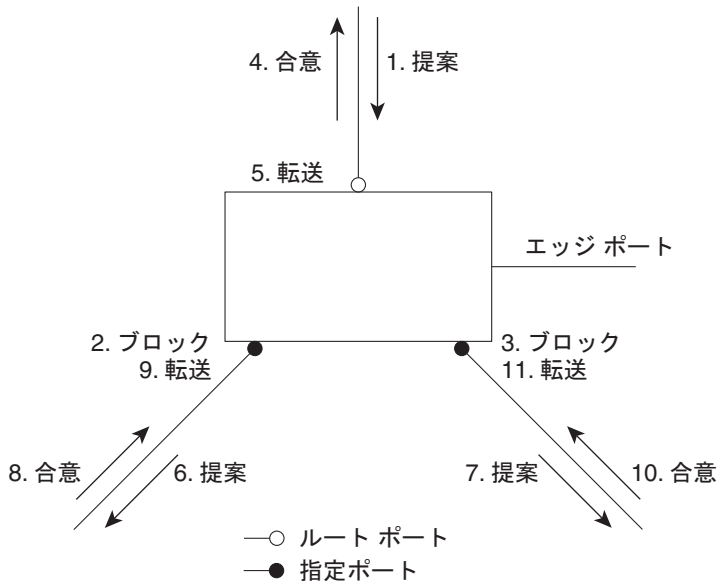 4. 合意
1. 提案
5. 転送
エッジ ポート
2. ブロック
9. 転送
3. ブロック
11. 転送
8. 合意
6. 提案
7. 提案
10. 合意
ルート ポート
指定ポート